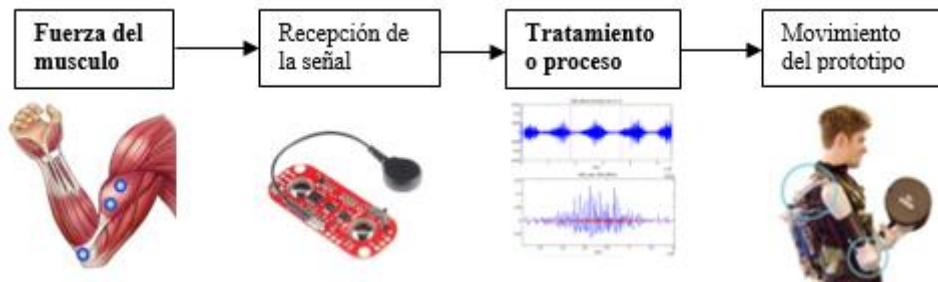 Fuerza del
musculo
Recepción de
la señal
Tratamiento
o proceso
Movimiento
del prototipo